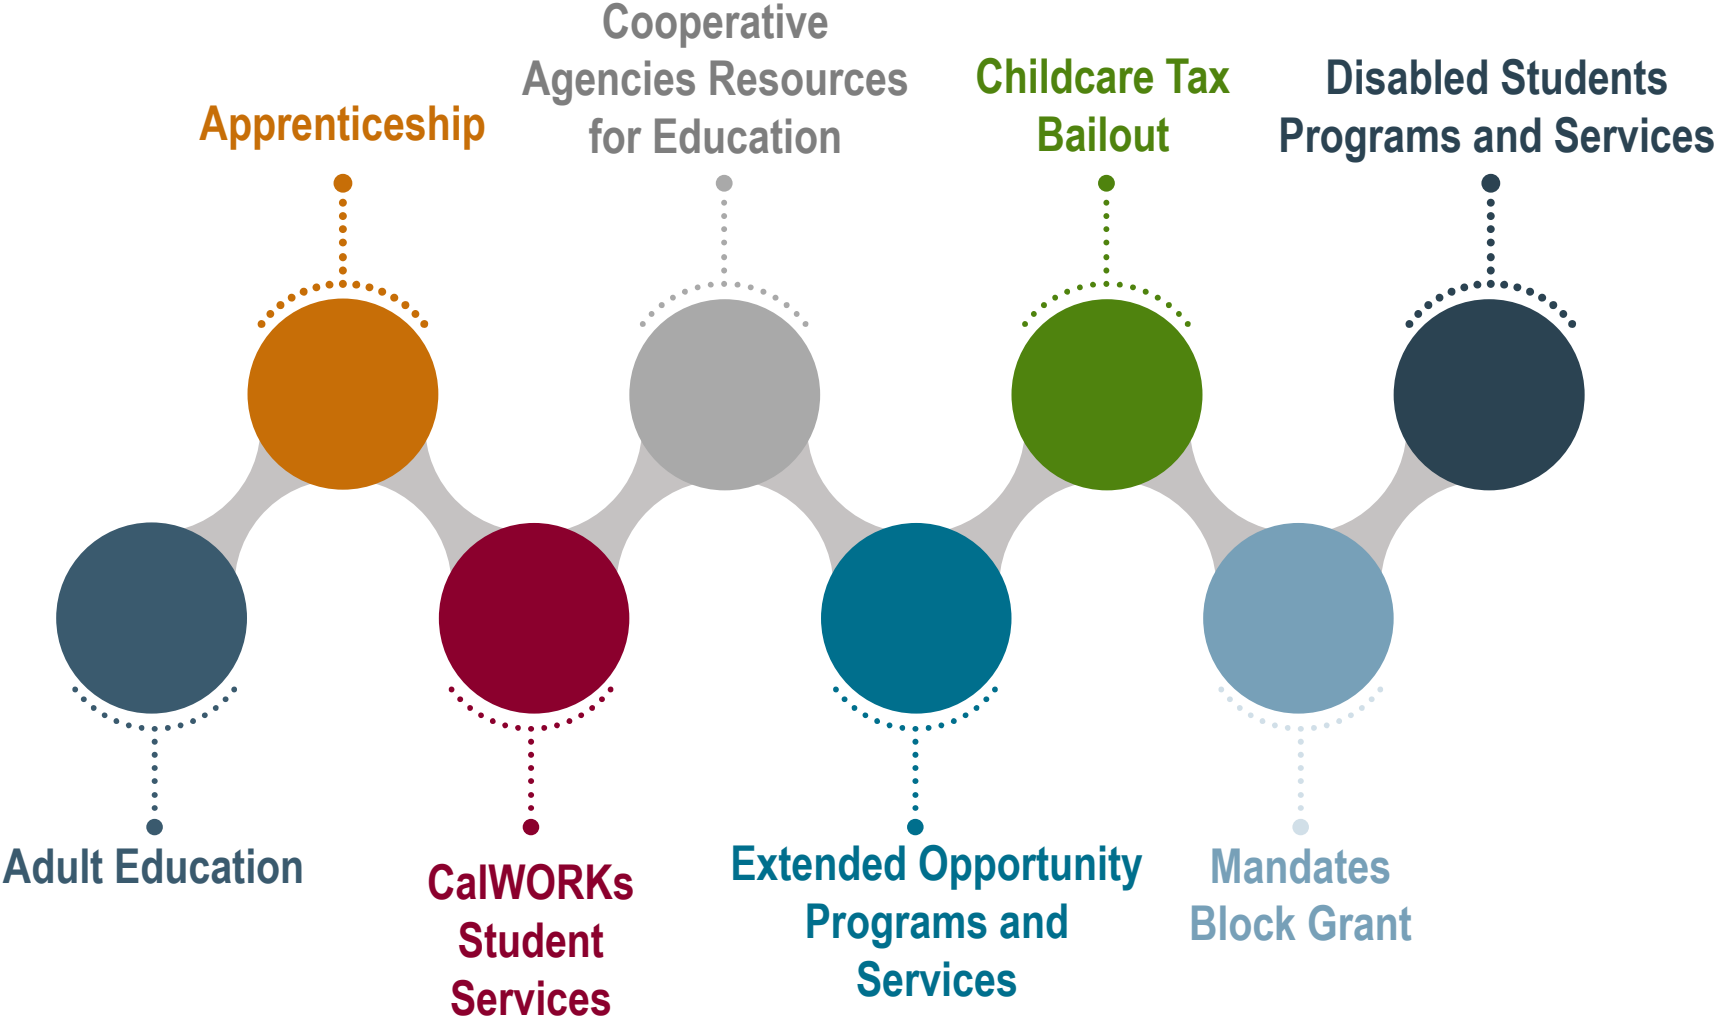 Cooperative
Agencies Resources
for Education
Childcare Tax
Bailout
Disabled Students
Programs and Services
Apprenticeship
Adult Education
CalWORKs
Student
Services
Extended Opportunity
Programs and
Services
Mandates
Block Grant